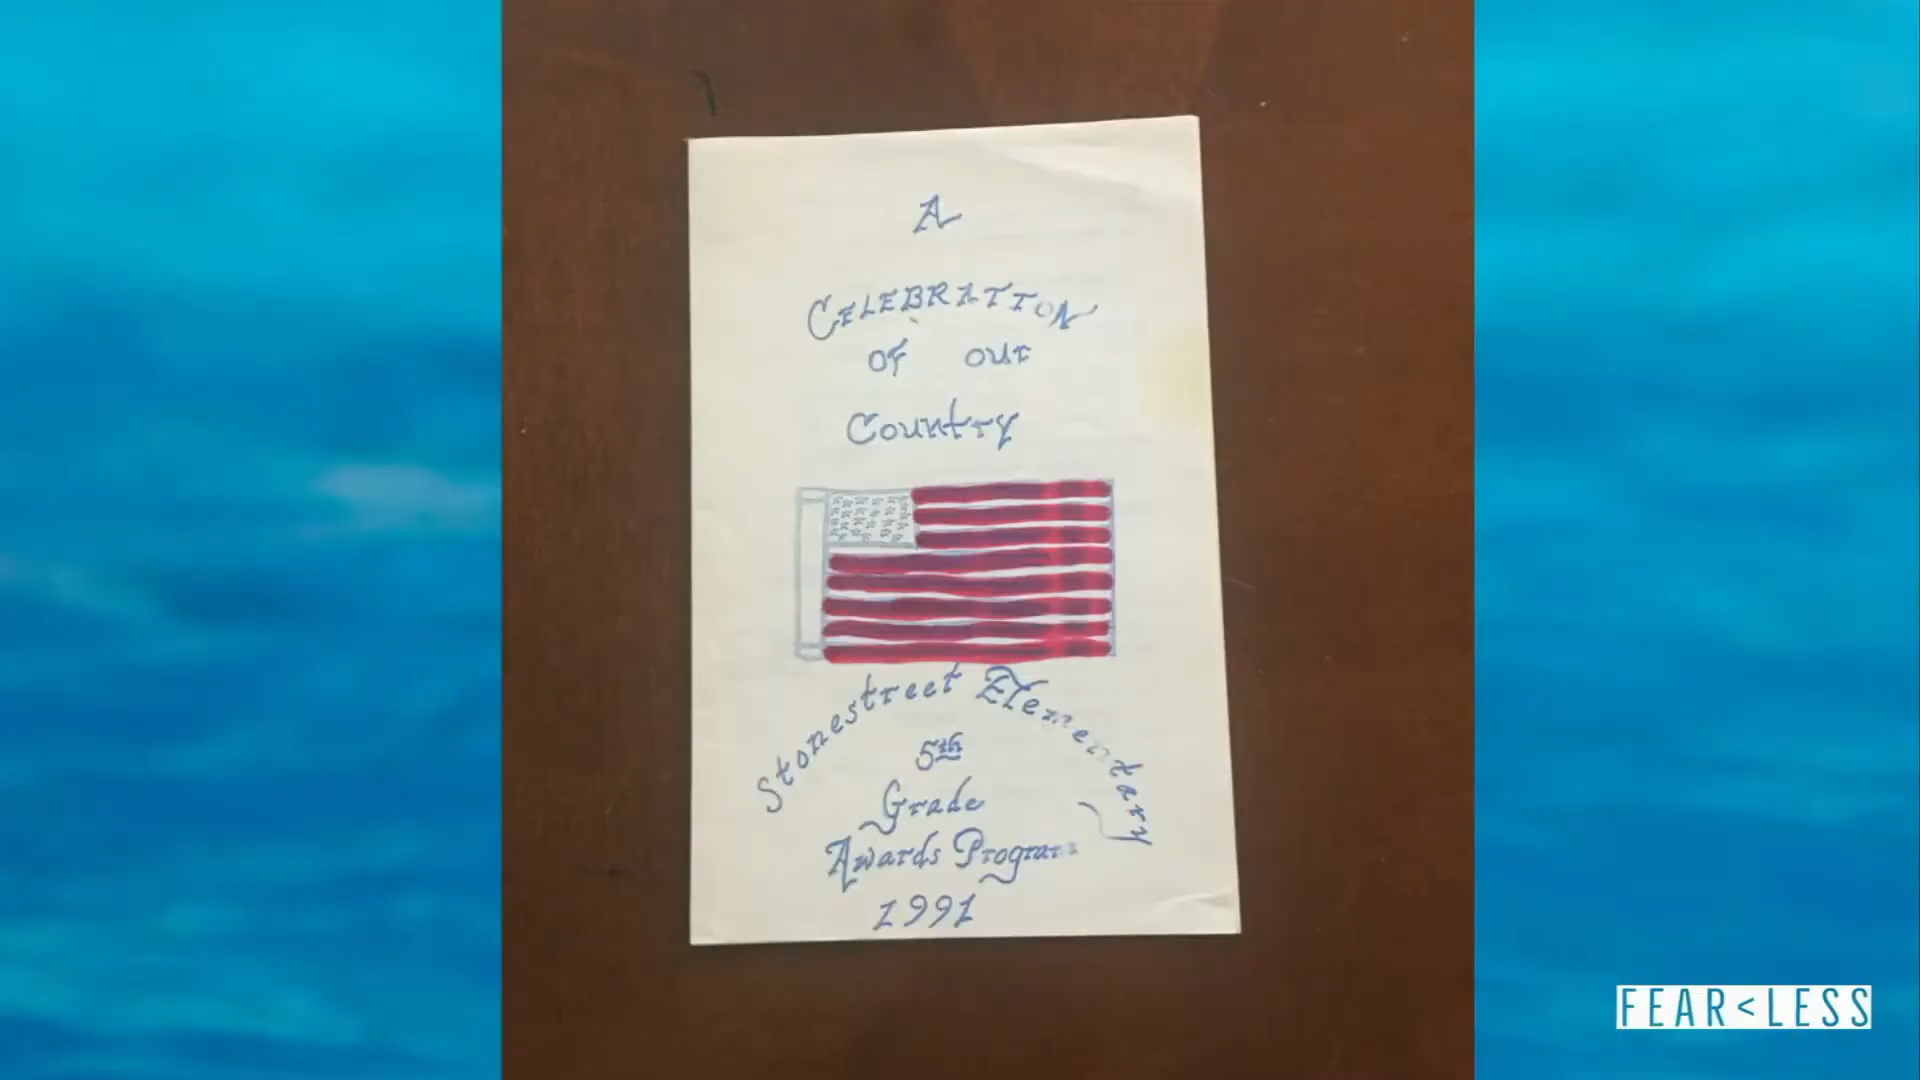 A
CELEBRATION
of our
Country
Stonestreet Elementary
5th
Grade
Awards Program
1991
FEAR<LESS